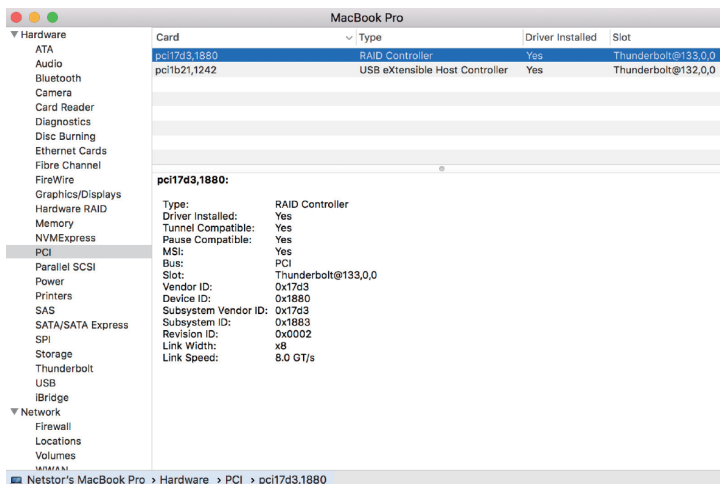 MacBook Pro
Hardware
ATA
Audio
Bluetooth
Camera
Card Reader
Diagnostics
Disc Burning
Ethernet Cards
Fibre Channel
FireWire
Graphics/Displays
Hardware RAID
Memory
NVMExpress
PCI
Parallel SCSI
Power
Printers
SAS
SATA/SATA Express
SPI
Storage
Thunderbolt
USB
iBridge
Network
Firewall
Locations
Volumes
WWAN
Card Type Driver Installed Slot
pci17d3,1880 RAID Controller Yes Thunderbolt@133,0,0
pci1b21,1242 USB eXtensible Host Controller Yes Thunderbolt@132,0,0
pci17d3,1880:
Type: RAID Controller
Driver Installed: Yes
Tunnel Compatible: Yes
Pause Compatible: Yes
MSI: Yes
Bus: PCI
Slot: Thunderbolt@133,0,0
Vendor ID: 0x17d3
Device ID: 0x1880
Subsystem Vendor ID: 0x17d3
Subsystem ID: 0x1883
Revision ID: 0x0002
Link Width: x8
Link Speed: 8.0 GT/s
Netstor's MacBook Pro › Hardware › PCI › pci17d3,1880